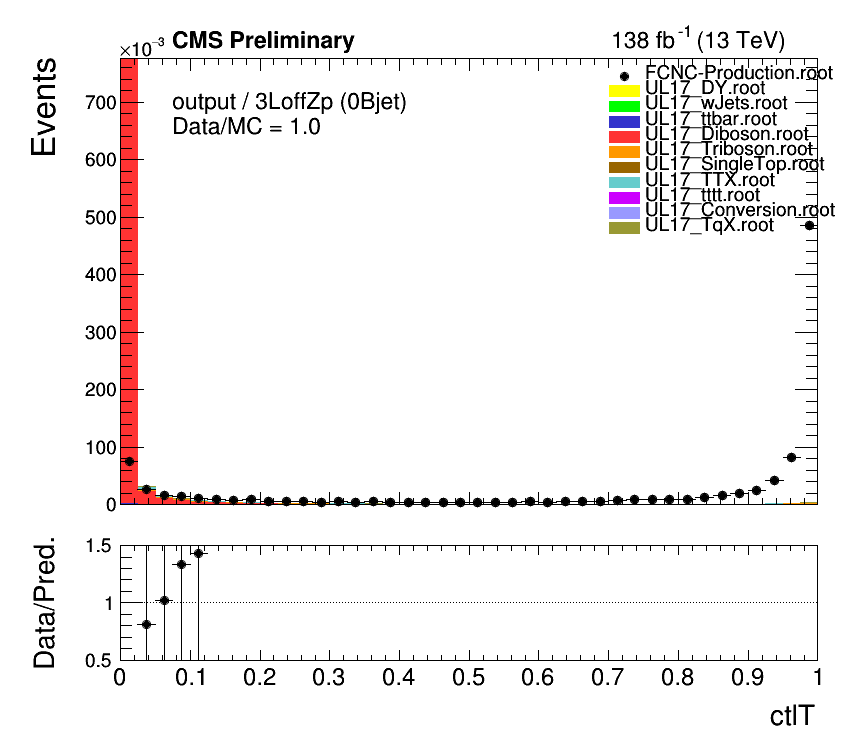 ×10⁻³ CMS Preliminary 138 fb⁻¹ (13 TeV)
Events
output / 3LoffZp (0Bjet)
Data/MC = 1.0
FCNC-Production.root
UL17_DY.root
UL17_wJets.root
UL17_ttbar.root
UL17_Diboson.root
UL17_Triboson.root
UL17_SingleTop.root
UL17_TTX.root
UL17_tttt.root
UL17_Conversion.root
UL17_TqX.root
700
600
500
400
300
200
100
0
Data/Pred.
1.5
1
0.5
0 0.1 0.2 0.3 0.4 0.5 0.6 0.7 0.8 0.9 1
ctlT